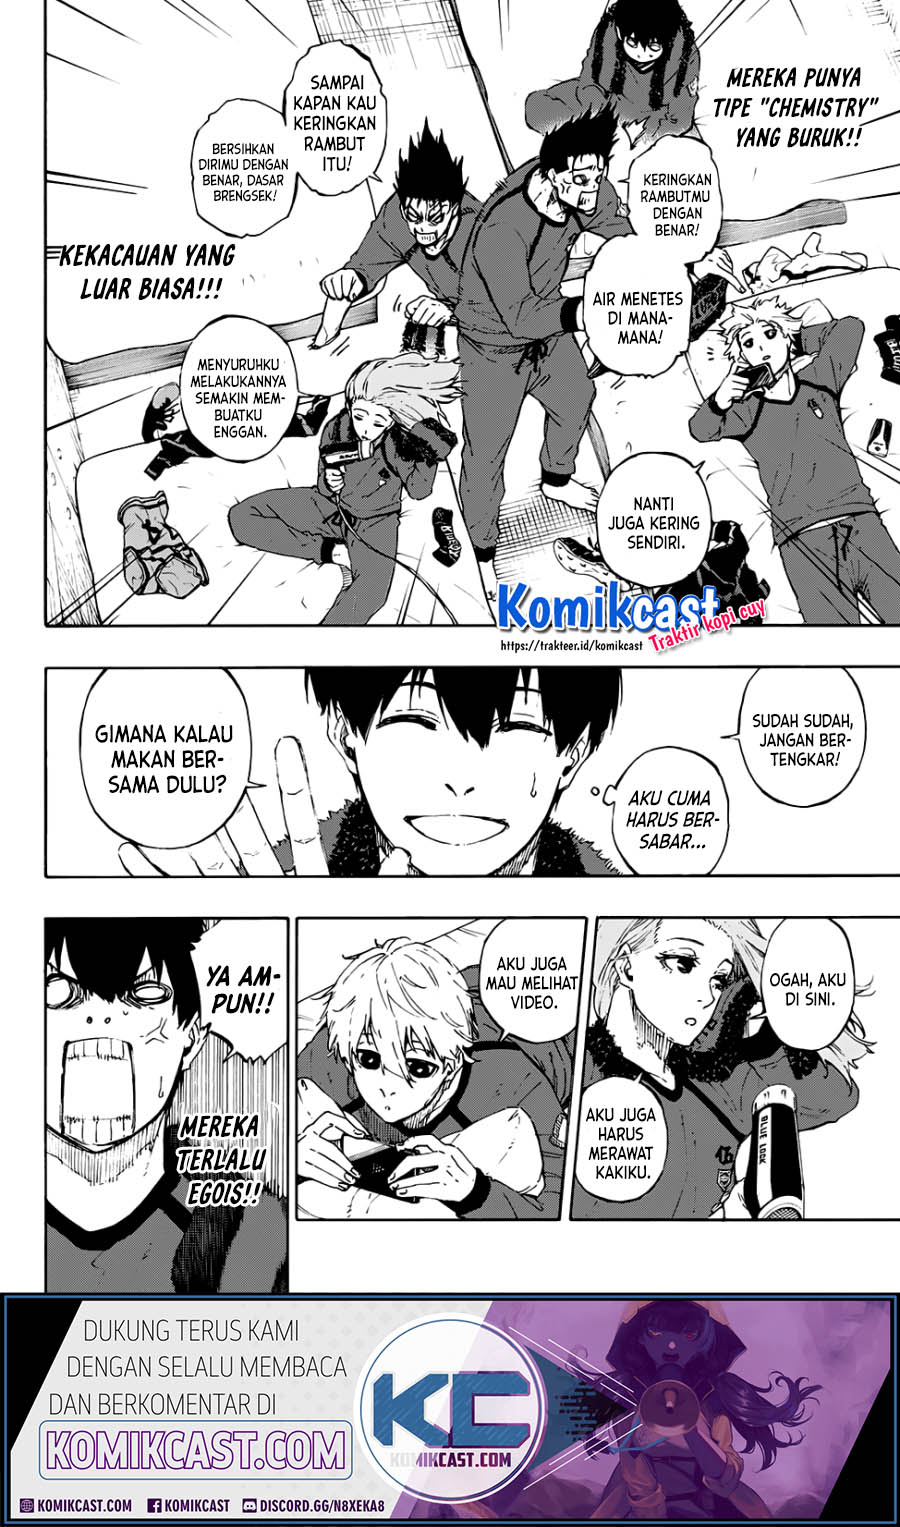 MEREKA PUNYA
TIPE "CHEMISTRY"
YANG BURUK!!
KERINGKAN
RAMBUTMU
DENGAN
BENAR!
AIR MENETES
DI MANA-
MANA!
SAMPAI
KAPAN KAU
KERINGKAN
RAMBUT
ITU!
BERSIHKAN
DIRIMU DENGAN
BENAR, DASAR
BRENGSEK!
KEKACAUAN YANG
LUAR BIASA!!!
MENYURUHKU
MELAKUKANNYA
SEMAKIN MEM-
BUATKU
ENGGAN.
NANTI
JUGA KERING
SENDIRI.
Komikcast
Traktir kopi cuy
https://trakteer.id/komikcast
SUDAH SUDAH,
JANGAN BER-
TENGKAR!
AKU CUMA
HARUS BER-
SABAR...
GIMANA KALAU
MAKAN BER-
SAMA DULU?
OGAH, AKU
DI SINI.
AKU JUGA
HARUS
MERAWAT
KAKIKU.
BLUE LOCK
AKU JUGA
MAU MELIHAT
VIDEO.
YA AM-
PUN!!
MEREKA
TERLALU
EGOIS!!
DUKUNG TERUS KAMI
DENGAN SELALU MEMBACA
DAN BERKOMENTAR DI
KOMIKCAST.COM
KC
KOMIKCAST.COM
KOMIKCAST.COM
KOMIKCAST
DISCORD.GG/N8XEKA8